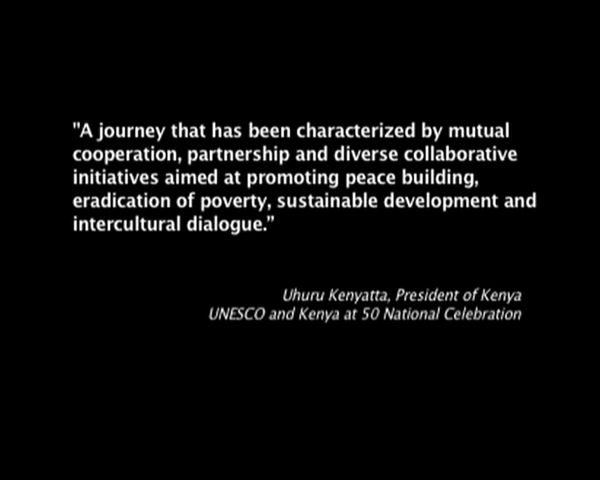 "A journey that has been characterized by mutual
cooperation, partnership and diverse collaborative
initiatives aimed at promoting peace building,
eradication of poverty, sustainable development and
intercultural dialogue.”
Uhuru Kenyatta, President of Kenya
UNESCO and Kenya at 50 National Celebration